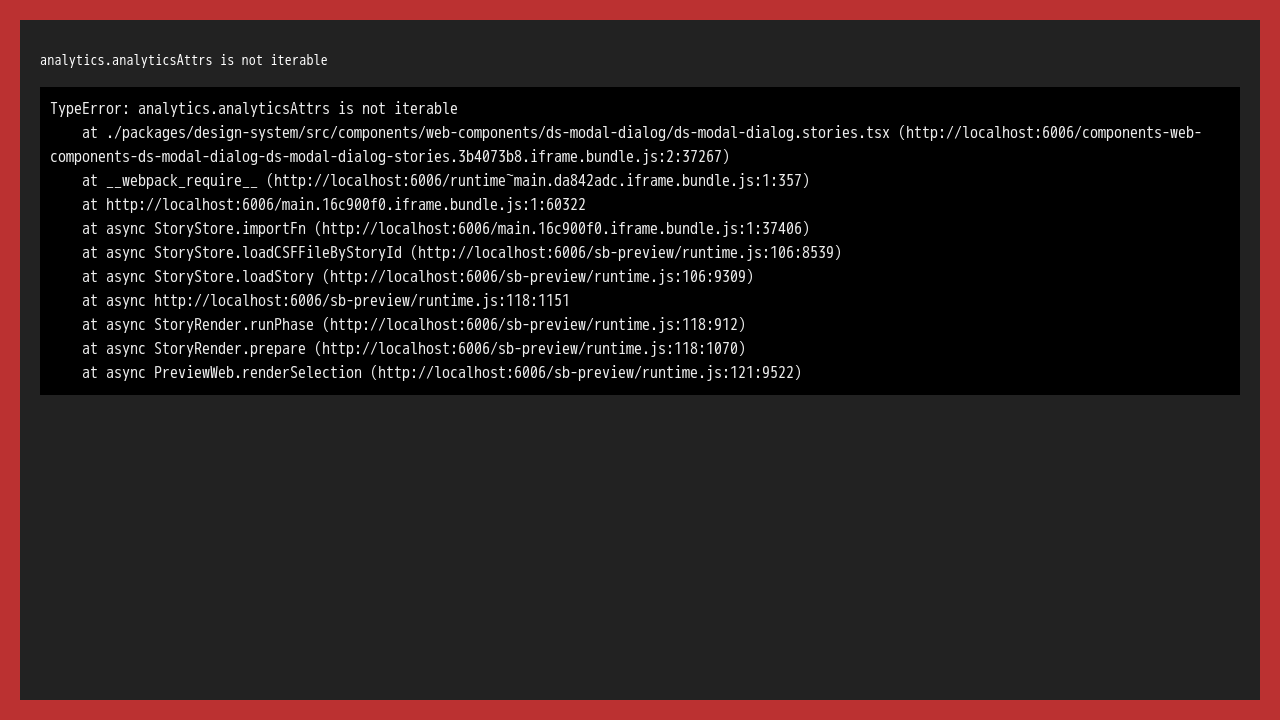 analytics.analyticsAttrs is not iterable
TypeError: analytics.analyticsAttrs is not iterable
    at ./packages/design-system/src/components/web-components/ds-modal-dialog/ds-modal-dialog.stories.tsx (http://localhost:6006/components-web-
components-ds-modal-dialog-ds-modal-dialog-stories.3b4073b8.iframe.bundle.js:2:37267)
    at __webpack_require__ (http://localhost:6006/runtime~main.da842adc.iframe.bundle.js:1:357)
    at http://localhost:6006/main.16c900f0.iframe.bundle.js:1:60322
    at async StoryStore.importFn (http://localhost:6006/main.16c900f0.iframe.bundle.js:1:37406)
    at async StoryStore.loadCSFFileByStoryId (http://localhost:6006/sb-preview/runtime.js:106:8539)
    at async StoryStore.loadStory (http://localhost:6006/sb-preview/runtime.js:106:9309)
    at async http://localhost:6006/sb-preview/runtime.js:118:1151
    at async StoryRender.runPhase (http://localhost:6006/sb-preview/runtime.js:118:912)
    at async StoryRender.prepare (http://localhost:6006/sb-preview/runtime.js:118:1070)
    at async PreviewWeb.renderSelection (http://localhost:6006/sb-preview/runtime.js:121:9522)